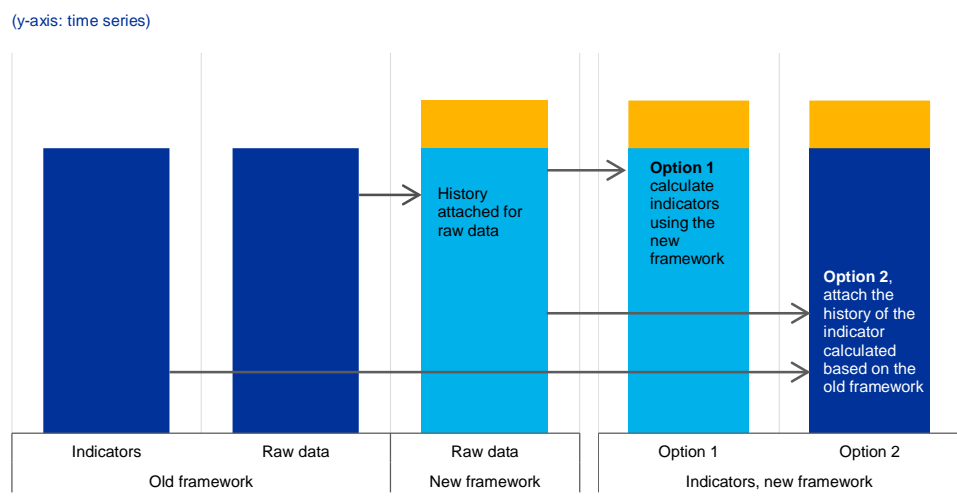 (y-axis: time series)
History
attached for
raw data
Option 1
calculate
indicators
using the
new
framework
Option 2,
attach the
history of the
indicator
calculated
based on the
old framework
Indicators
Raw data
Raw data
Option 1
Option 2
Old framework
New framework
Indicators, new framework